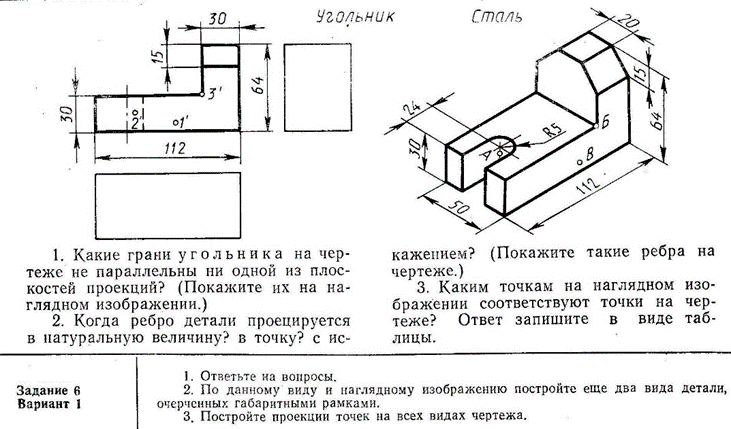 Угольник Сталь
30
15
64
30
3'
2'
1'
112
20
15
64
24
30
R5
А
Б
В
50
112
1. Какие грани угольника на чер-
теже не параллельны ни одной из плос-
костей проекций? (Покажите их на на-
глядном изображении.)
2. Когда ребро детали проецируется
в натуральную величину? в точку? с ис-
кажением? (Покажите такие ребра на
чертеже.)
3. Каким точкам на наглядном изо-
бражении соответствуют точки на чер-
теже? Ответ запишите в виде таб-
лицы.
Задание 6
Вариант 1
1. Ответьте на вопросы.
2. По данному виду и наглядному изображению постройте еще два вида детали,
очерченных габаритными рамками.
3. Постройте проекции точек на всех видах чертежа.